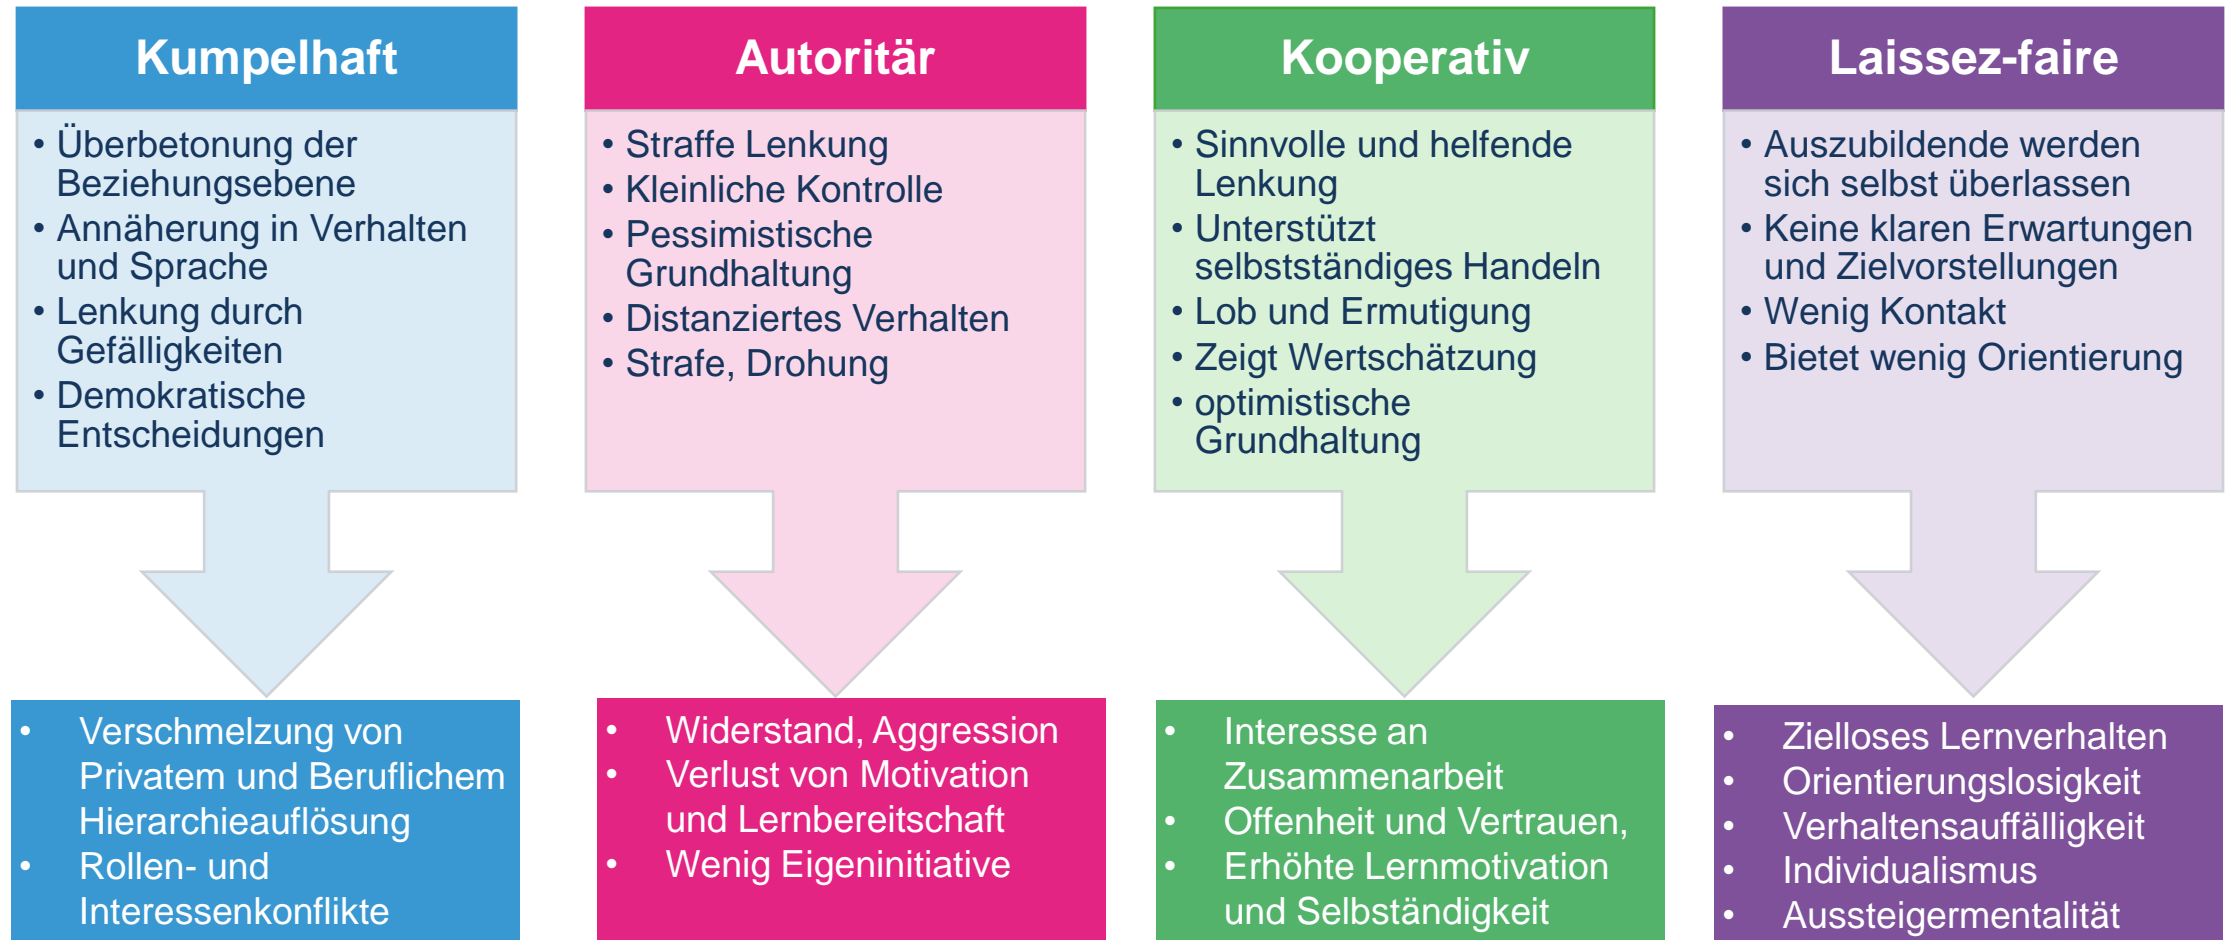 Kumpelhaft
• Überbetonung der
Beziehungsebene
• Annäherung in Verhalten
und Sprache
• Lenkung durch
Gefälligkeiten
• Demokratische
Entscheidungen
• Verschmelzung von
Privatem und Beruflichem
Hierarchieauflösung
• Rollen- und
Interessenkonflikte
Autoritär
• Straffe Lenkung
• Kleinliche Kontrolle
• Pessimistische
Grundhaltung
• Distanziertes Verhalten
• Strafe, Drohung
• Widerstand, Aggression
• Verlust von Motivation
und Lernbereitschaft
• Wenig Eigeninitiative
Kooperativ
• Sinnvolle und helfende
Lenkung
• Unterstützt
selbstständiges Handeln
• Lob und Ermutigung
• Zeigt Wertschätzung
• optimistische
Grundhaltung
• Interesse an
Zusammenarbeit
• Offenheit und Vertrauen,
• Erhöhte Lernmotivation
und Selbständigkeit
Laissez-faire
• Auszubildende werden
sich selbst überlassen
• Keine klaren Erwartungen
und Zielvorstellungen
• Wenig Kontakt
• Bietet wenig Orientierung
• Zielloses Lernverhalten
• Orientierungslosigkeit
• Verhaltensauffälligkeit
• Individualismus
• Aussteigermentalität